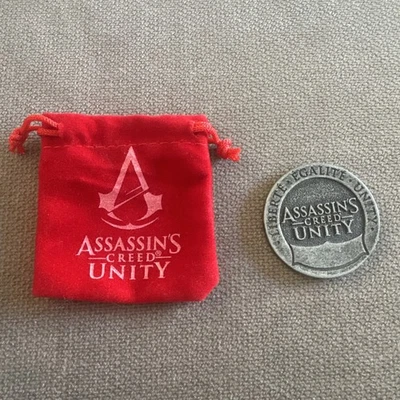 ASSASSIN'S
CREED®
UNITY
LIBERTÉ · EGALITÉ · UNITY
ASSASSIN'S
CREED
UNITY